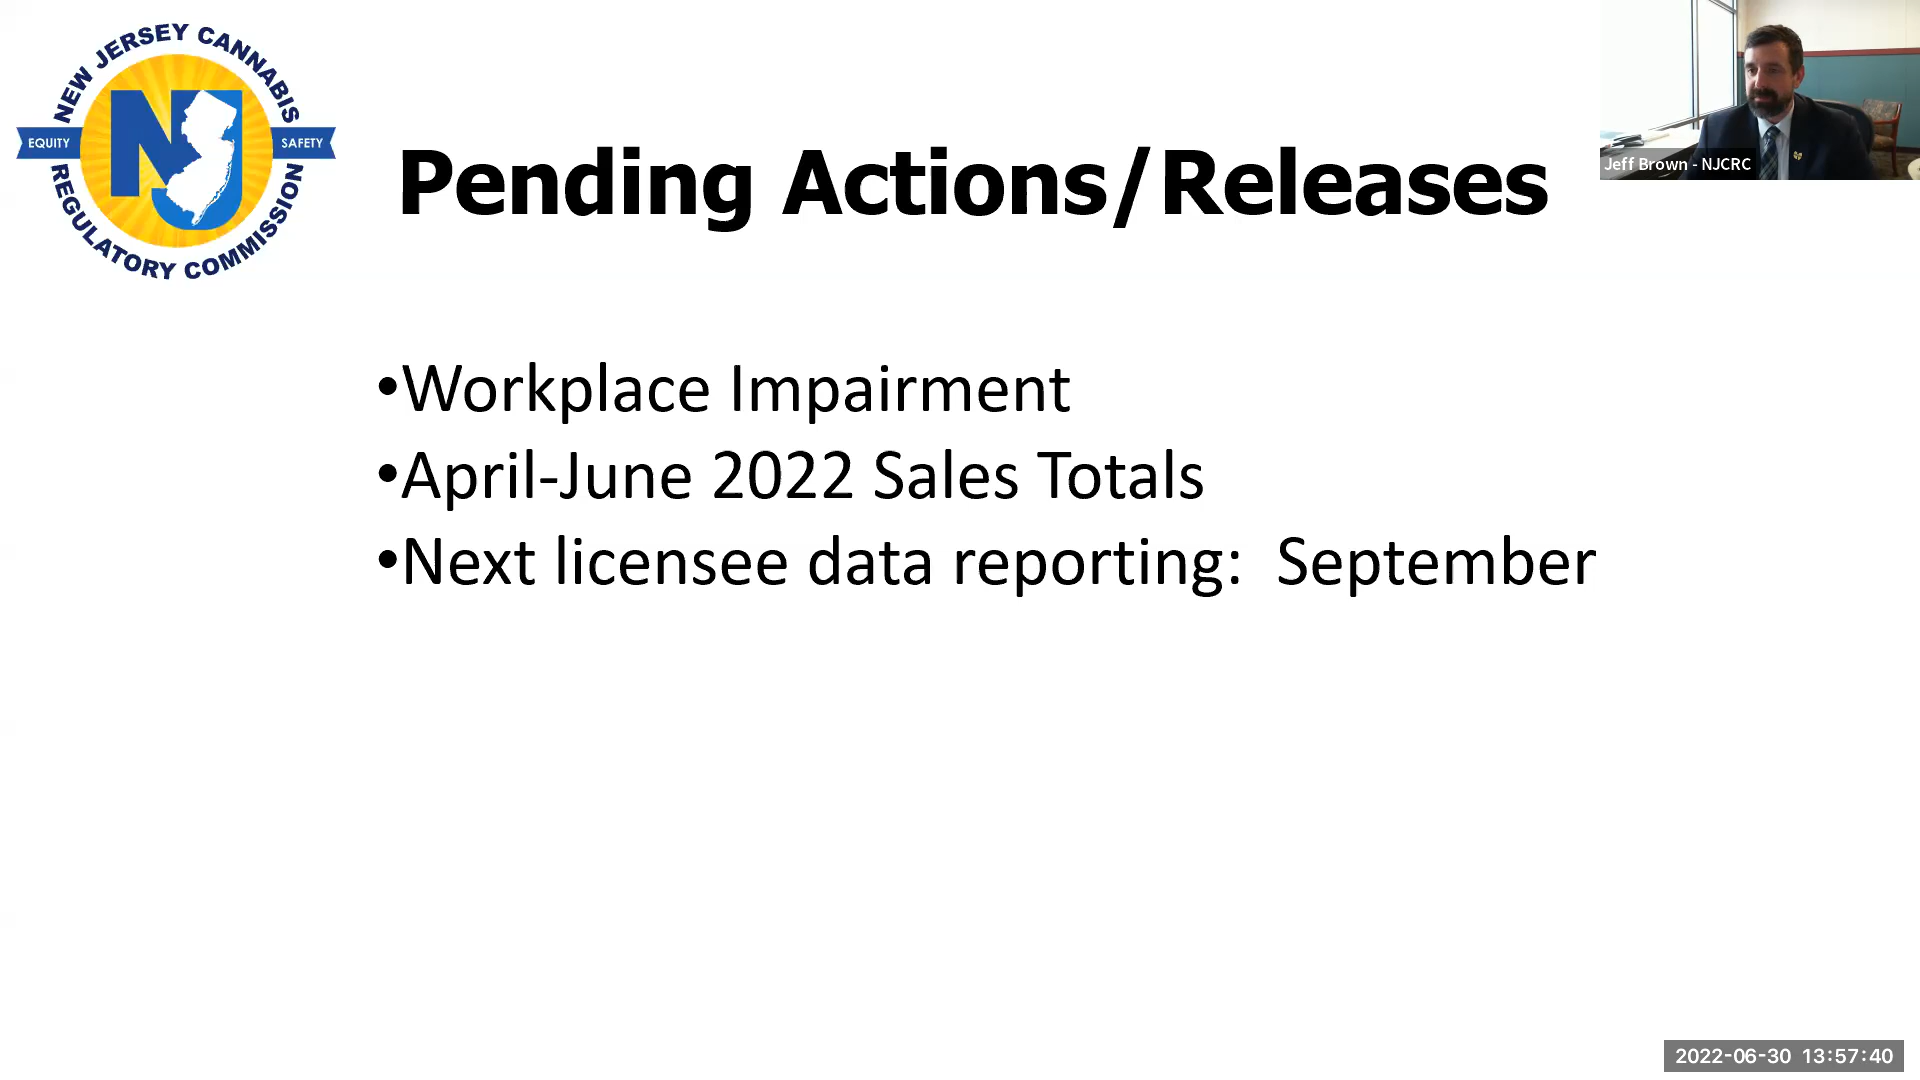 NEW JERSEY CANNABIS
EQUITY
SAFETY
NJ
REGULATORY COMMISSION
Pending Actions/Releases
Jeff Brown - NJCRC
•Workplace Impairment
•April-June 2022 Sales Totals
•Next licensee data reporting:  September
2022-06-30 13:57:40